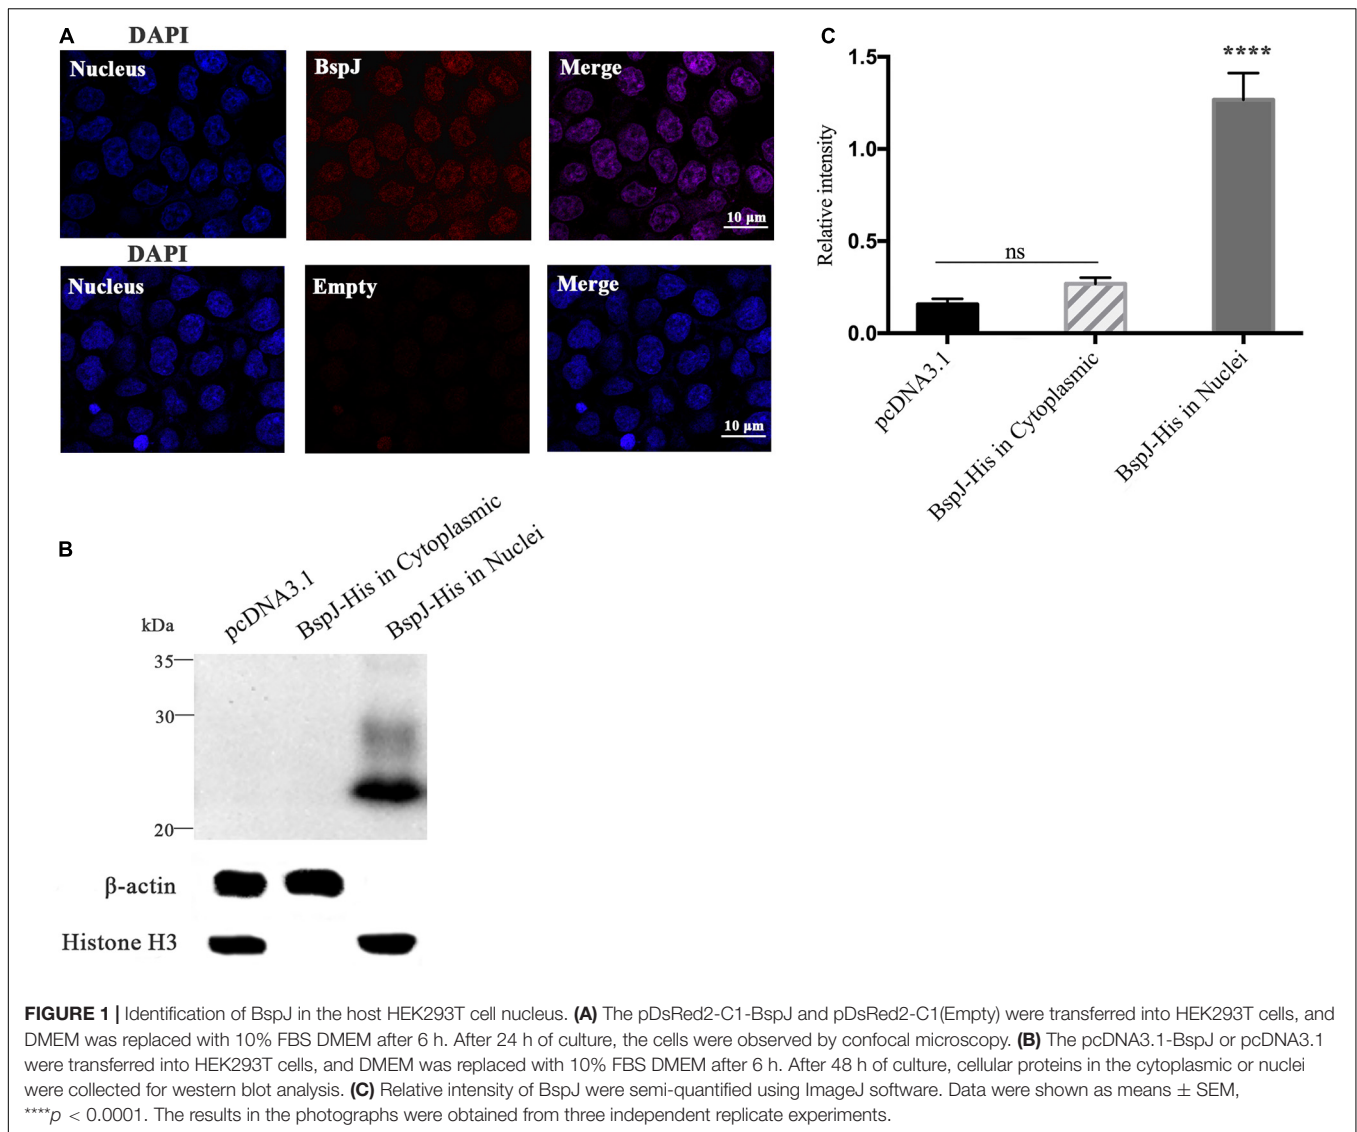 A
DAPI
Nucleus
BspJ
Merge
10 µm
DAPI
Nucleus
Empty
Merge
10 µm
C
****
1.5
1.0
0.5
0.0
Relative intensity
ns
pcDNA3.1
BspJ-His in Cytoplasmic
BspJ-His in Nuclei
B
pcDNA3.1
BspJ-His in Cytoplasmic
BspJ-His in Nuclei
kDa
35
30
20
β-actin
Histone H3
FIGURE 1 | Identification of BspJ in the host HEK293T cell nucleus. (A) The pDsRed2-C1-BspJ and pDsRed2-C1(Empty) were transferred into HEK293T cells, and
DMEM was replaced with 10% FBS DMEM after 6 h. After 24 h of culture, the cells were observed by confocal microscopy. (B) The pcDNA3.1-BspJ or pcDNA3.1
were transferred into HEK293T cells, and DMEM was replaced with 10% FBS DMEM after 6 h. After 48 h of culture, cellular proteins in the cytoplasmic or nuclei
were collected for western blot analysis. (C) Relative intensity of BspJ were semi-quantified using ImageJ software. Data were shown as means ± SEM,
****p < 0.0001. The results in the photographs were obtained from three independent replicate experiments.